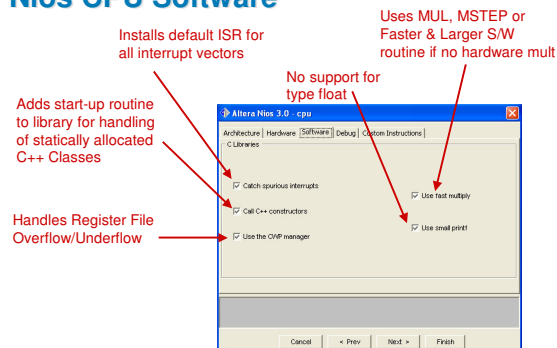 Nios CPU Software
Uses MUL, MSTEP or
Faster & Larger S/W
routine if no hardware mult
Installs default ISR for
all interrupt vectors
No support for
type float
Adds start-up routine
to library for handling
of statically allocated
C++ Classes
Handles Register File
Overflow/Underflow
Altera Nios 3.0 - cpu
Architecture | Hardware | Software | Debug | Custom Instructions
C Libraries
Catch spurious interrupts
Use fast multiply
Call C++ constructors
Use small printf
Use the CWP manager
Cancel < Prev Next > Finish